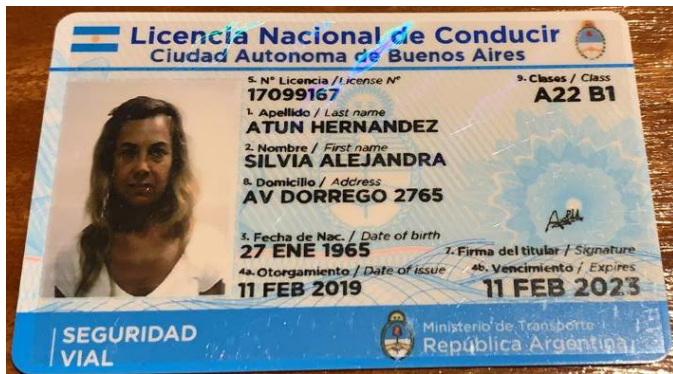 Licencia Nacional de Conducir
Ciudad Autonoma de Buenos Aires
5. Nº Licencia / License Nº
9. Clases / Class
17099167
A22 B1
1. Apellido / Last name
ATUN HERNANDEZ
2. Nombre / First name
SILVIA ALEJANDRA
8. Domicilio / Address
AV DORREGO 2765
3. Fecha de Nac. / Date of birth
27 ENE 1965
7. Firma del titular / Signature
4a. Otorgamiento / Date of issue
4b. Vencimiento / Expires
11 FEB 2019
11 FEB 2023
SEGURIDAD
VIAL
Ministerio de Transporte
República Argentina